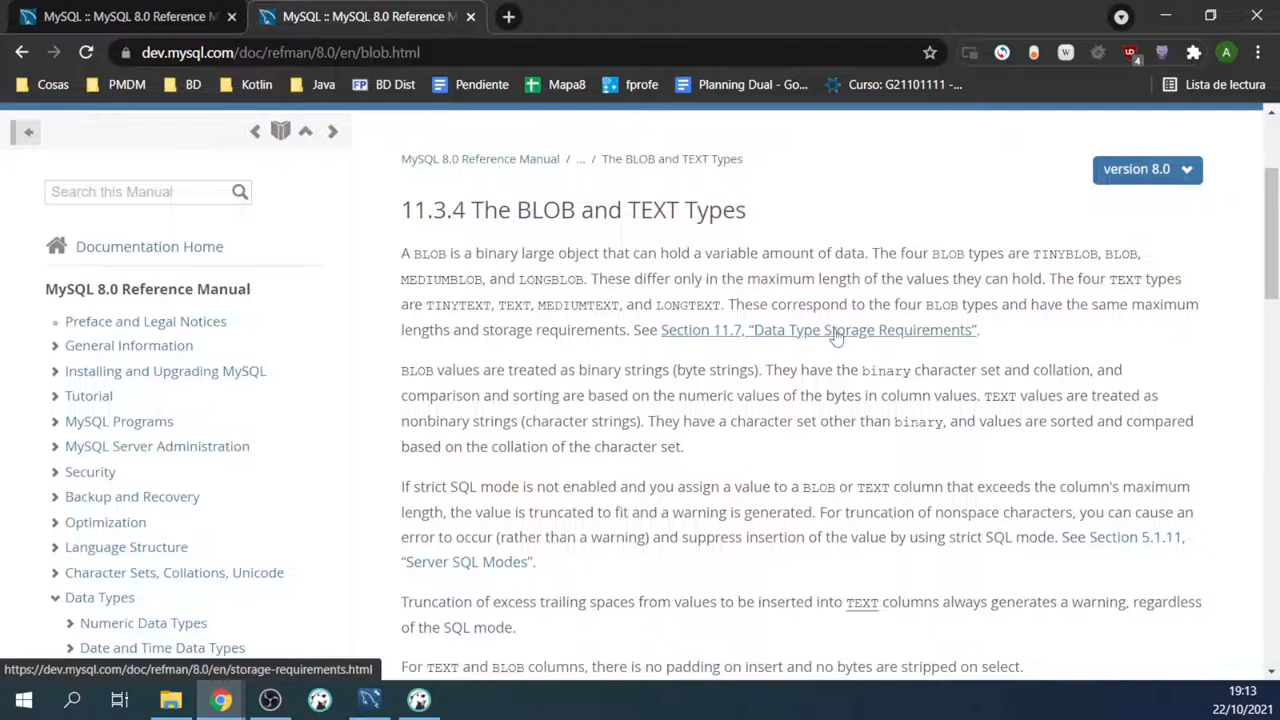 MySQL :: MySQL 8.0 Reference M
MySQL :: MySQL 8.0 Reference M
dev.mysql.com/doc/refman/8.0/en/blob.html
4
A
Cosas
PMDM
BD
Kotlin
Java
FP BD Dist
Pendiente
Mapa8
fprofe
Planning Dual - Go...
Curso: G21101111 -...
Lista de lectura
MySQL 8.0 Reference Manual / ... / The BLOB and TEXT Types
version 8.0
Search this Manual
Documentation Home
MySQL 8.0 Reference Manual
Preface and Legal Notices
General Information
Installing and Upgrading MySQL
Tutorial
MySQL Programs
MySQL Server Administration
Security
Backup and Recovery
Optimization
Language Structure
Character Sets, Collations, Unicode
Data Types
Numeric Data Types
Date and Time Data Types
11.3.4 The BLOB and TEXT Types
A BLOB is a binary large object that can hold a variable amount of data. The four BLOB types are TINYBLOB, BLOB,
MEDIUMBLOB, and LONGBLOB. These differ only in the maximum length of the values they can hold. The four TEXT types
are TINYTEXT, TEXT, MEDIUMTEXT, and LONGTEXT. These correspond to the four BLOB types and have the same maximum
lengths and storage requirements. See Section 11.7, “Data Type Storage Requirements”.
BLOB values are treated as binary strings (byte strings). They have the binary character set and collation, and
comparison and sorting are based on the numeric values of the bytes in column values. TEXT values are treated as
nonbinary strings (character strings). They have a character set other than binary, and values are sorted and compared
based on the collation of the character set.
If strict SQL mode is not enabled and you assign a value to a BLOB or TEXT column that exceeds the column's maximum
length, the value is truncated to fit and a warning is generated. For truncation of nonspace characters, you can cause an
error to occur (rather than a warning) and suppress insertion of the value by using strict SQL mode. See Section 5.1.11,
“Server SQL Modes”.
Truncation of excess trailing spaces from values to be inserted into TEXT columns always generates a warning, regardless
of the SQL mode.
For TEXT and BLOB columns, there is no padding on insert and no bytes are stripped on select.
https://dev.mysql.com/doc/refman/8.0/en/storage-requirements.html
19:13
22/10/2021